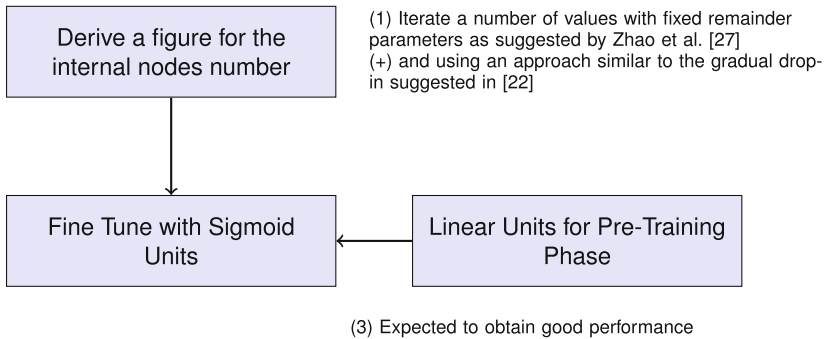 Derive a figure for the
internal nodes number
(1) Iterate a number of values with fixed remainder
parameters as suggested by Zhao et al. [27]
(+) and using an approach similar to the gradual drop-
in suggested in [22]
Fine Tune with Sigmoid
Units
Linear Units for Pre-Training
Phase
(3) Expected to obtain good performance